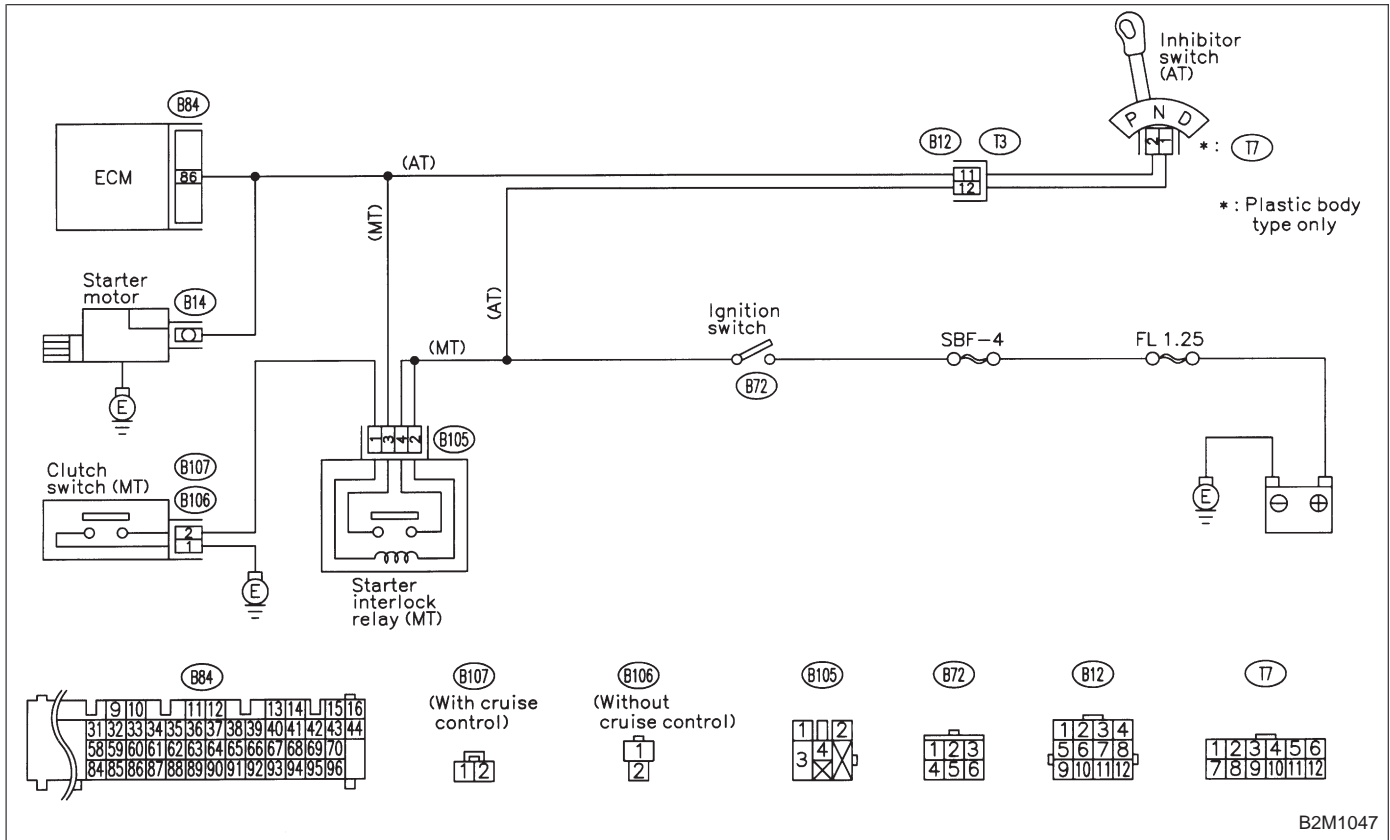 Inhibitor
switch
(AT)
P N D
2 1
* : T7
* : Plastic body
type only
B84
ECM
86
(AT)
B12 T3
11
12
(MT)
(AT)
Starter
motor
B14
E
(MT)
Ignition
switch
B72
SBF-4
FL 1.25
1 3 4 2
B105
Clutch
switch (MT)
B107
B106
2
1
E
Starter
interlock
relay (MT)
E
⊖ ⊕
B84
9 10 11 12 13 14 15 16
31 32 33 34 35 36 37 38 39 40 41 42 43 44
58 59 60 61 62 63 64 65 66 67 68 69 70
84 85 86 87 88 89 90 91 92 93 94 95 96
B107
(With cruise
control)
1 2
B106
(Without
cruise control)
1
2
B105
1 2
3 4
B72
1 2 3
4 5 6
B12
1 2 3 4
5 6 7 8
9 10 11 12
T7
1 2 3 4 5 6
7 8 9 10 11 12
B2M1047